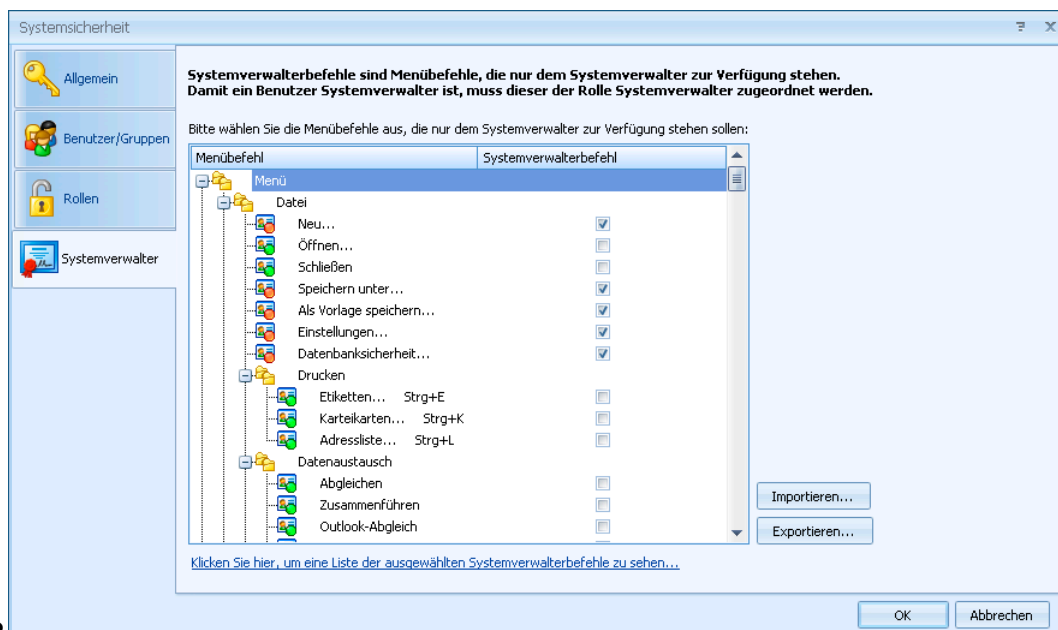 Systemsicherheit
Allgemein
Benutzer/Gruppen
Rollen
Systemverwalter
Systemverwalterbefehle sind Menübefehle, die nur dem Systemverwalter zur Verfügung stehen.
Damit ein Benutzer Systemverwalter ist, muss dieser der Rolle Systemverwalter zugeordnet werden.
Bitte wählen Sie die Menübefehle aus, die nur dem Systemverwalter zur Verfügung stehen sollen:
Menübefehl Systemverwalterbefehl
Menü
Datei
Neu...
Öffnen...
Schließen
Speichern unter...
Als Vorlage speichern...
Einstellungen...
Datenbanksicherheit...
Drucken
Etiketten... Strg+E
Karteikarten... Strg+K
Adressliste... Strg+L
Datenaustausch
Abgleichen
Zusammenführen
Outlook-Abgleich
Importieren...
Exportieren...
Klicken Sie hier, um eine Liste der ausgewählten Systemverwalterbefehle zu sehen...
OK Abbrechen